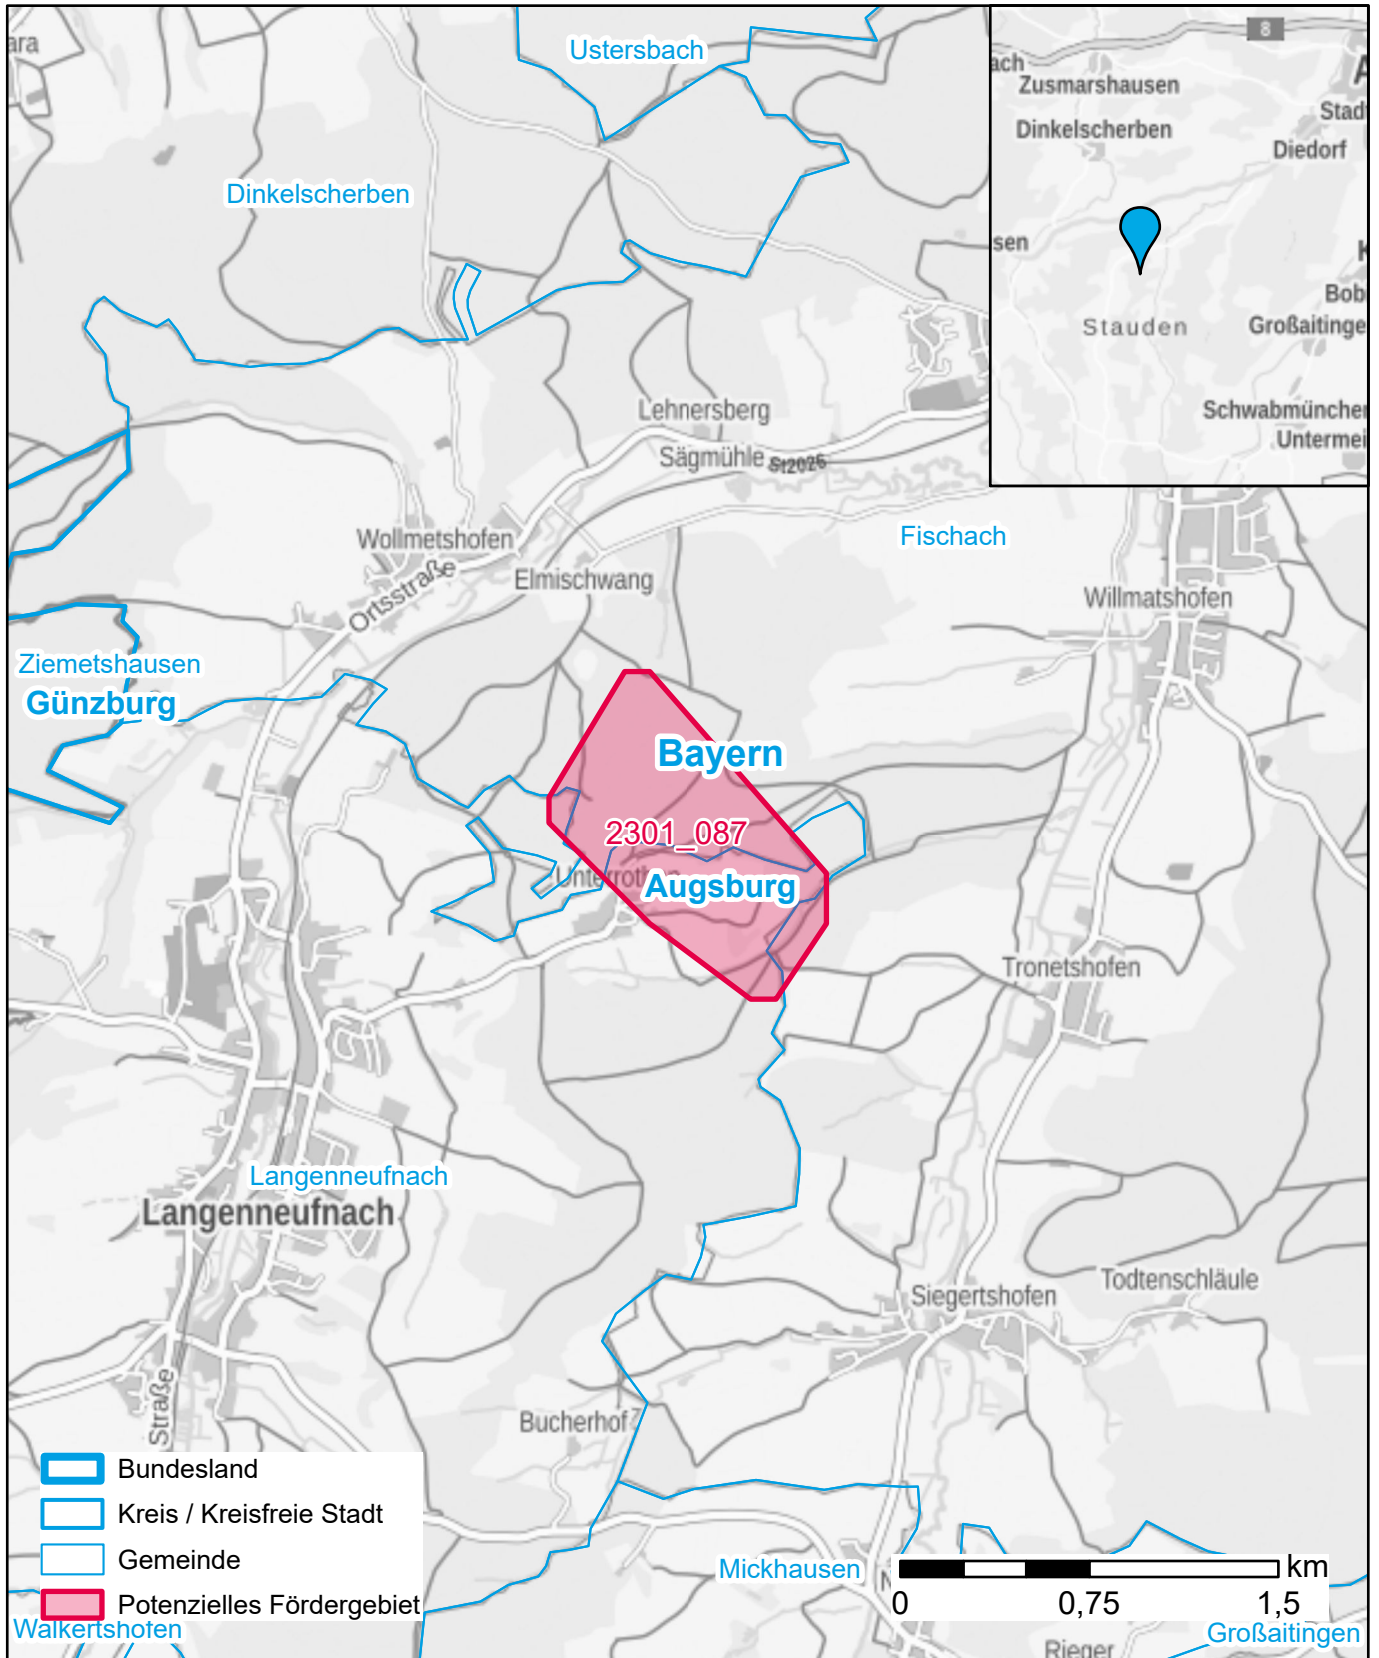 Ustersbach
Dinkelscherben
8
Zusmarshausen
Dinkelscherben
Diedorf
Stauden
Großaitinge
Schwabmünchen
Lehnersberg
Sägmühle
St2026
Wollmetshofen
Ortsstraße
Elmischwang
Fischach
Willmatshofen
Ziemetshausen
Günzburg
Bayern
2301_087
Augsburg
Tronetshofen
Langenneufnach
Langenneufnach
Siegertshofen
Todtenschläule
Straße
Bucherhof
Bundesland
Kreis / Kreisfreie Stadt
Gemeinde
Potenzielles Fördergebiet
Walkertshofen
Mickhausen
km
0 0,75 1,5
Großaitingen
Rieger